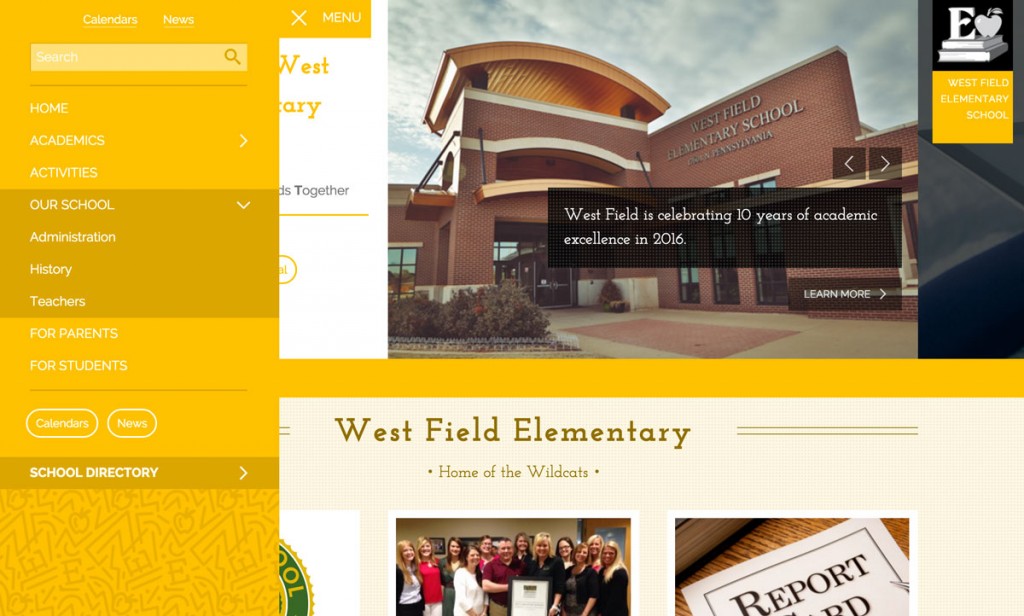 Calendars
News
Search
HOME
ACADEMICS
ACTIVITIES
OUR SCHOOL
Administration
History
Teachers
FOR PARENTS
FOR STUDENTS
Calendars
News
SCHOOL DIRECTORY
MENU
West
ary
ds Together
al
WEST FIELD
ELEMENTARY SCHOOL
PENNSYLVANIA
West Field is celebrating 10 years of academic
excellence in 2016.
LEARN MORE
E
WEST FIELD
ELEMENTARY
SCHOOL
West Field Elementary
• Home of the Wildcats •
OOL
REPORT
CARD